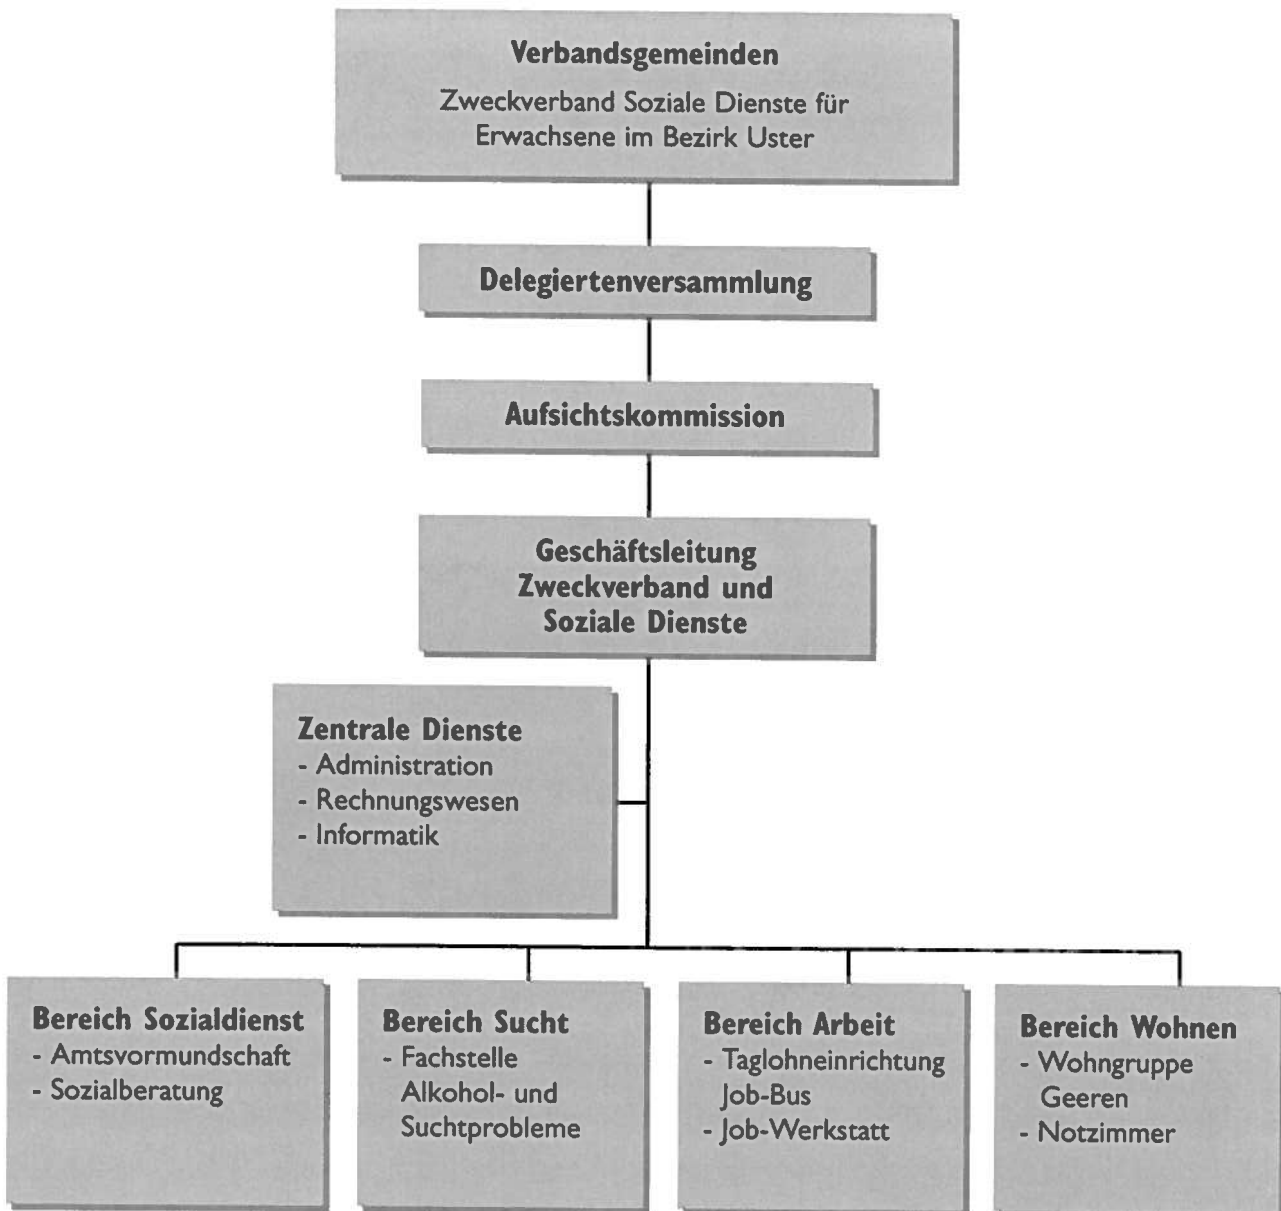 Verbandsgemeinden
Zweckverband Soziale Dienste für
Erwachsene im Bezirk Uster
Delegiertenversammlung
Aufsichtskommission
Geschäftsleitung
Zweckverband und
Soziale Dienste
Zentrale Dienste
- Administration
- Rechnungswesen
- Informatik
Bereich Sozialdienst
- Amtsvormundschaft
- Sozialberatung
Bereich Sucht
- Fachstelle
Alkohol- und
Suchtprobleme
Bereich Arbeit
- Taglohneinrichtung
Job-Bus
- Job-Werkstatt
Bereich Wohnen
- Wohngruppe
Geeren
- Notzimmer